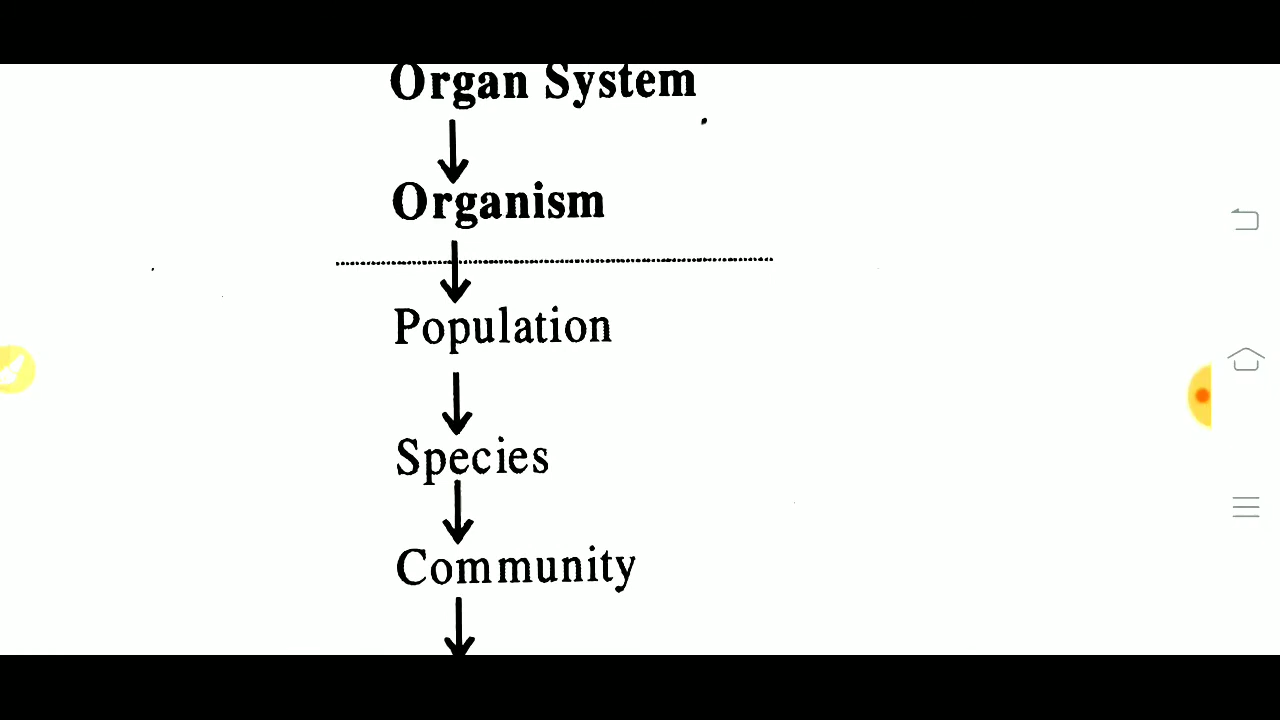 Organ System
Organism
Population
Species
Community